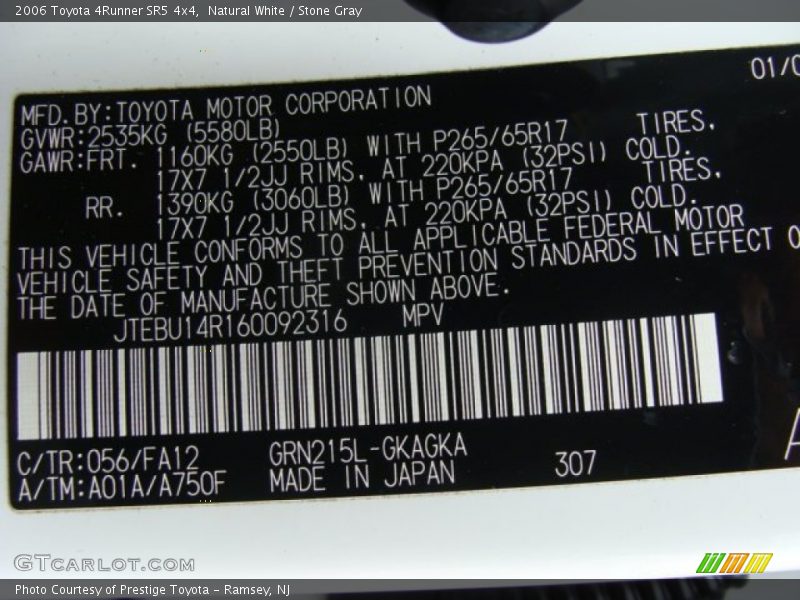 2006 Toyota 4Runner SR5 4x4, Natural White / Stone Gray
01/0
MFD.BY:TOYOTA MOTOR CORPORATION
GVWR:2535KG (5580LB)
GAWR:FRT. 1160KG (2550LB) WITH P265/65R17 TIRES,
17X7 1/2JJ RIMS, AT 220KPA (32PSI) COLD.
RR. 1390KG (3060LB) WITH P265/65R17 TIRES,
17X7 1/2JJ RIMS, AT 220KPA (32PSI) COLD.
THIS VEHICLE CONFORMS TO ALL APPLICABLE FEDERAL MOTOR
VEHICLE SAFETY AND THEFT PREVENTION STANDARDS IN EFFECT O
THE DATE OF MANUFACTURE SHOWN ABOVE.
JTEBU14R160092316 MPV
C/TR:056/FA12 GRN215L-GKAGKA 307 A
A/TM:A01A/A750F MADE IN JAPAN
GTCARLOT.COM
Photo Courtesy of Prestige Toyota - Ramsey, NJ